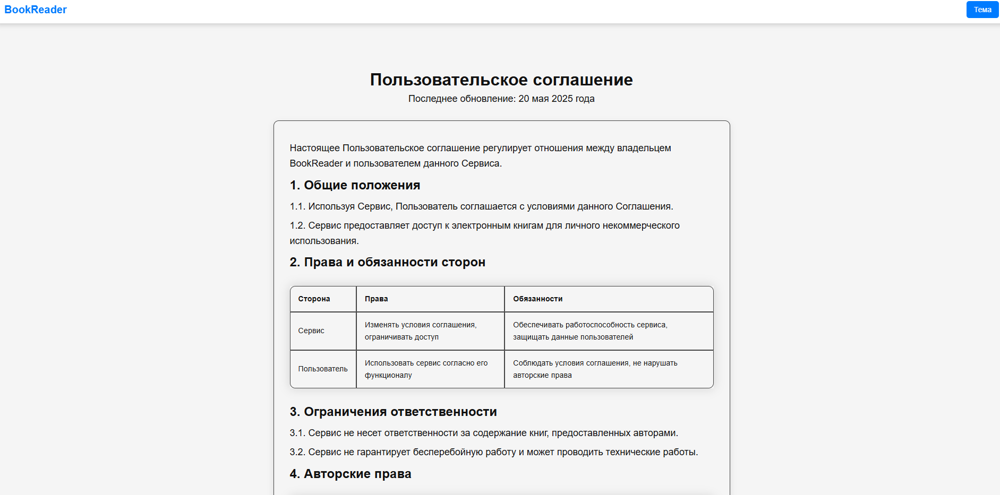 BookReader
Тема
Пользовательское соглашение
Последнее обновление: 20 мая 2025 года
Настоящее Пользовательское соглашение регулирует отношения между владельцем
BookReader и пользователем данного Сервиса.
1. Общие положения
1.1. Используя Сервис, Пользователь соглашается с условиями данного Соглашения.
1.2. Сервис предоставляет доступ к электронным книгам для личного некоммерческого
использования.
2. Права и обязанности сторон
Сторона
Права
Обязанности
Сервис
Изменять условия соглашения,
ограничивать доступ
Обеспечивать работоспособность сервиса,
защищать данные пользователей
Пользователь
Использовать сервис согласно его
функционалу
Соблюдать условия соглашения, не нарушать
авторские права
3. Ограничения ответственности
3.1. Сервис не несет ответственности за содержание книг, предоставленных авторами.
3.2. Сервис не гарантирует бесперебойную работу и может проводить технические работы.
4. Авторские права